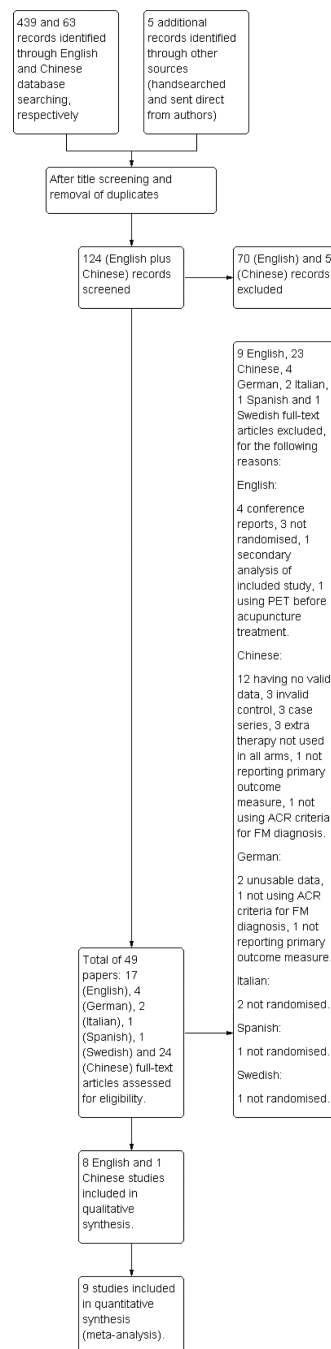 439 and 63
records identified
through English
and Chinese
database
searching,
respectively
5 additional
records identified
through other
sources
(handsearched
and sent direct
from authors)
After title screening and
removal of duplicates
124 (English plus
Chinese) records
screened
70 (English) and 5
(Chinese) records
excluded
9 English, 23
Chinese, 4
German, 2 Italian,
1 Spanish and 1
Swedish full-text
articles excluded,
for the following
reasons:
English:
4 conference
reports, 3 not
randomised, 1
secondary
analysis of
included study, 1
using PET before
acupuncture
treatment.
Chinese:
12 having no valid
data, 3 invalid
control, 3 case
series, 3 extra
therapy not used
in all arms, 1 not
reporting primary
outcome
measure, 1 not
using ACR criteria
for FM diagnosis.
German:
2 unusable data,
1 not using ACR
criteria for FM
diagnosis, 1 not
reporting primary
outcome measure.
Italian:
2 not randomised.
Spanish:
1 not randomised.
Swedish:
1 not randomised.
Total of 49
papers: 17
(English), 4
(German), 2
(Italian), 1
(Spanish), 1
(Swedish) and 24
(Chinese) full-text
articles assessed
for eligibility.
8 English and 1
Chinese studies
included in
qualitative
synthesis.
9 studies included
in quantitative
synthesis
(meta-analysis).